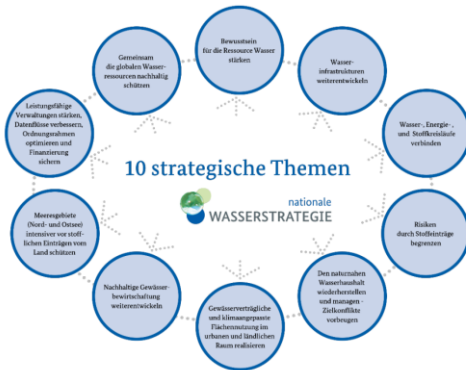 Bewusstsein
für die Ressource Wasser
stärken
Wasser-
infrastrukturen
weiterentwickeln
Wasser-, Energie-,
und Stoffkreisläufe
verbinden
Risiken
durch Stoffeinträge
begrenzen
Den naturnahen
Wasserhaushalt
wiederherstellen
und managen -
Zielkonflikte
vorbeugen
Gewässerverträgliche
und klimaangepasste
Flächennutzung im
urbanen und ländlichen
Raum realisieren
Nachhaltige Gewässer-
bewirtschaftung
weiterentwickeln
Meeresgebiete
(Nord- und Ostsee)
intensiver vor stoff-
lichen Einträgen vom
Land schützen
Leistungsfähige
Verwaltungen stärken,
Datenflüsse verbessern,
Ordnungsrahmen
optimieren und
Finanzierung
sichern
Gemeinsam
die globalen Wasser-
ressourcen nachhaltig
schützen
10 strategische Themen
nationale
WASSERSTRATEGIE